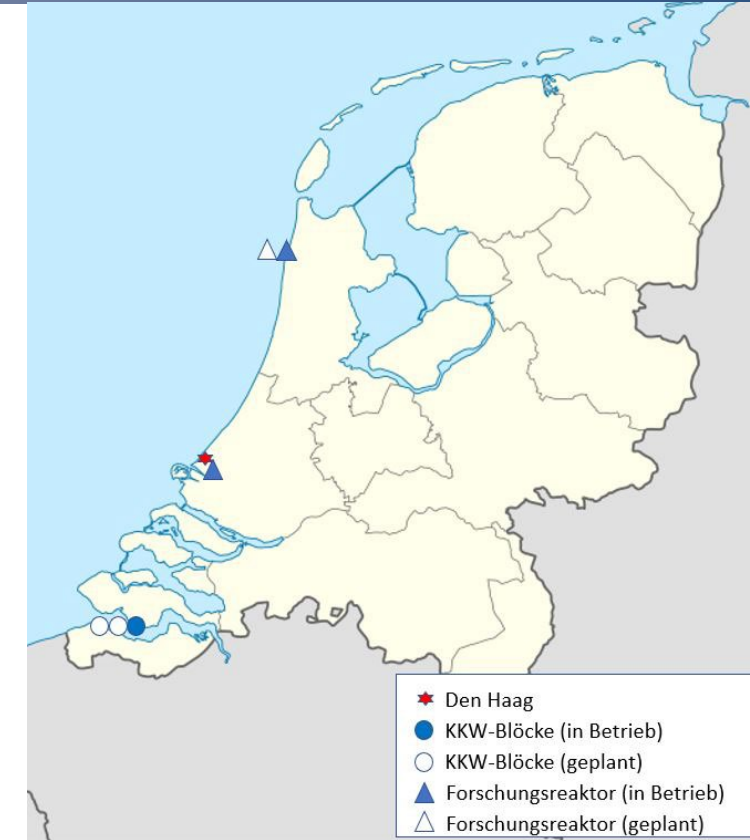 Den Haag
KKW-Blöcke (in Betrieb)
KKW-Blöcke (geplant)
Forschungsreaktor (in Betrieb)
Forschungsreaktor (geplant)